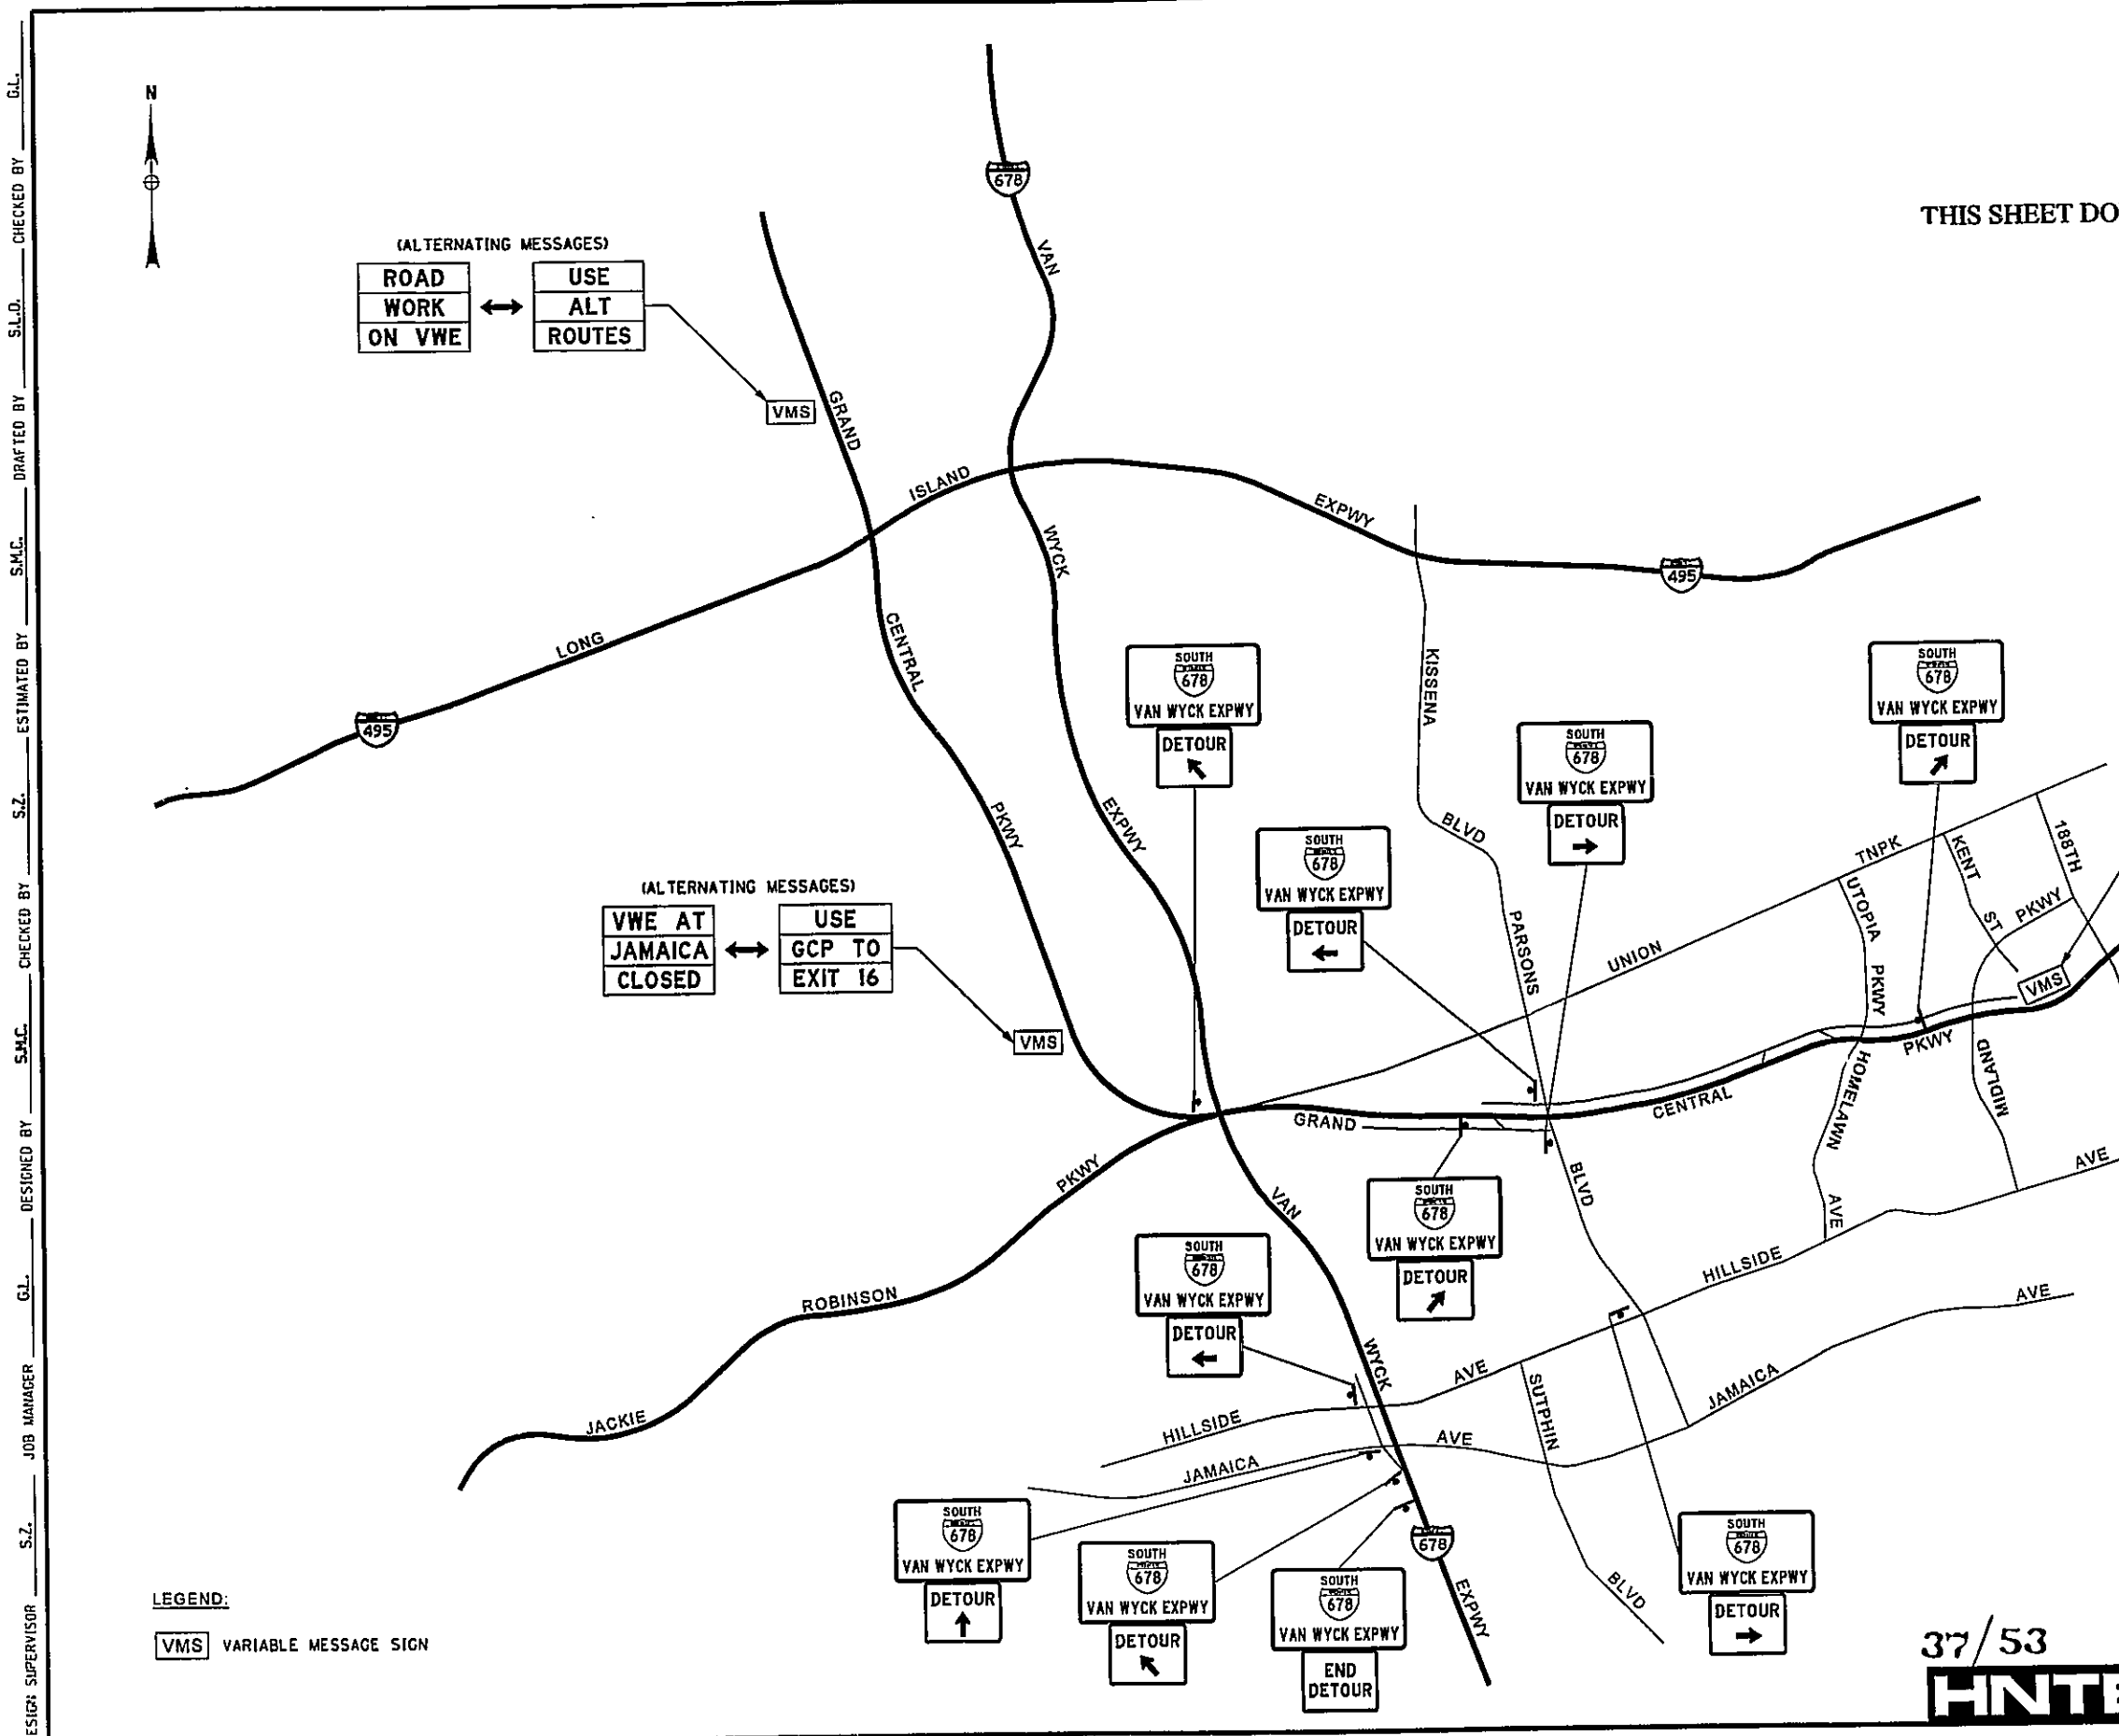 DESIGN SUPERVISOR S.Z. JOB MANAGER G.L. DESIGNED BY S.M.C. CHECKED BY S.Z. ESTIMATED BY S.M.C. DRAFTED BY S.L.D. CHECKED BY G.L.
N
THIS SHEET DO
678
VAN
(ALTERNATING MESSAGES)
ROAD
WORK
ON VWE
USE
ALT
ROUTES
VMS
GRAND
ISLAND
EXPWY
WYCK
495
LONG
495
CENTRAL
KISSENA
SOUTH
678
VAN WYCK EXPWY
DETOUR
SOUTH
678
VAN WYCK EXPWY
DETOUR
SOUTH
678
VAN WYCK EXPWY
DETOUR
PKWY
EXPWY
BLVD
SOUTH
678
VAN WYCK EXPWY
DETOUR
TNPK
KENT
ST
188TH
UTOPIA
PKWY
PKWY
(ALTERNATING MESSAGES)
VWE AT
JAMAICA
CLOSED
USE
GCP TO
EXIT 16
VMS
PARSONS
UNION
VMS
PKWY
GRAND
CENTRAL
HOMELAWN
MIDLAND
PKWY
VAN
BLVD
AVE
AVE
SOUTH
678
VAN WYCK EXPWY
DETOUR
SOUTH
678
VAN WYCK EXPWY
DETOUR
HILLSIDE
ROBINSON
AVE
WYCK
AVE
SUTPHIN
JAMAICA
JACKIE
HILLSIDE
AVE
JAMAICA
SOUTH
678
VAN WYCK EXPWY
DETOUR
SOUTH
678
VAN WYCK EXPWY
DETOUR
SOUTH
678
VAN WYCK EXPWY
END
DETOUR
678
EXPWY
BLVD
SOUTH
678
VAN WYCK EXPWY
DETOUR
LEGEND:
VMS VARIABLE MESSAGE SIGN
37/53
HNTB